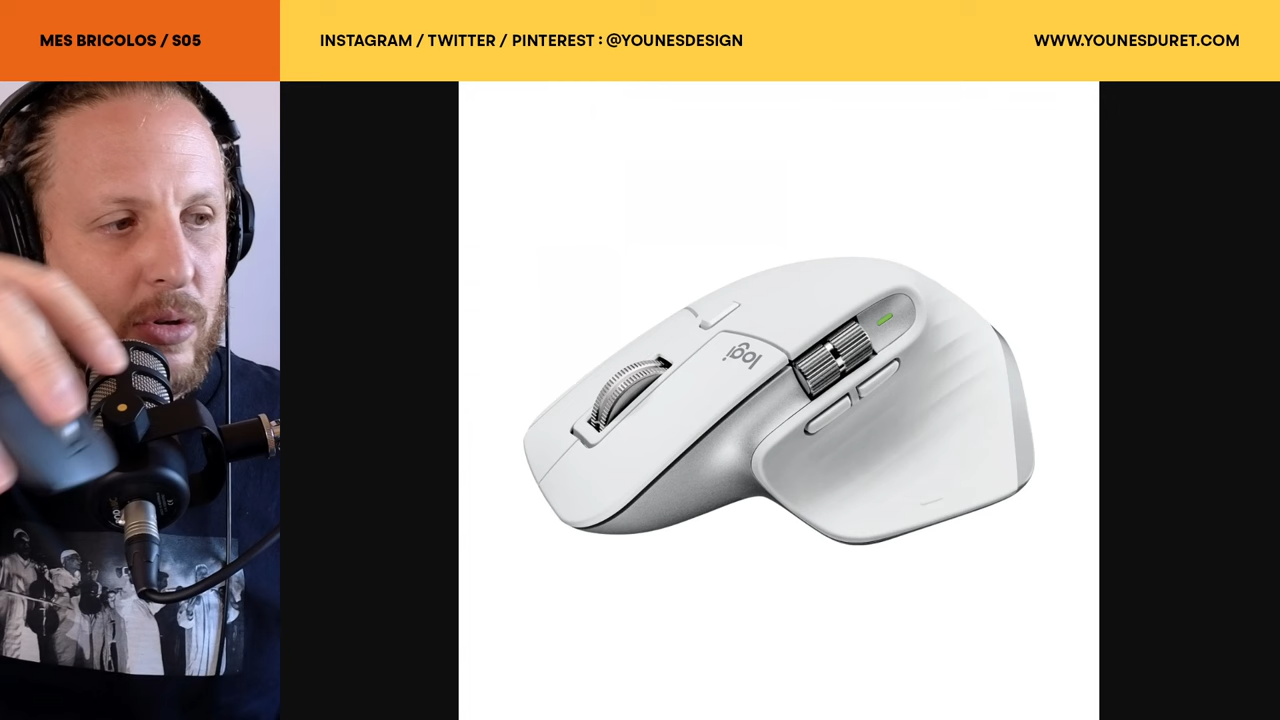 MES BRICOLOS / S05
INSTAGRAM / TWITTER / PINTEREST : @YOUNESDESIGN
WWW.YOUNESDURET.COM
logi